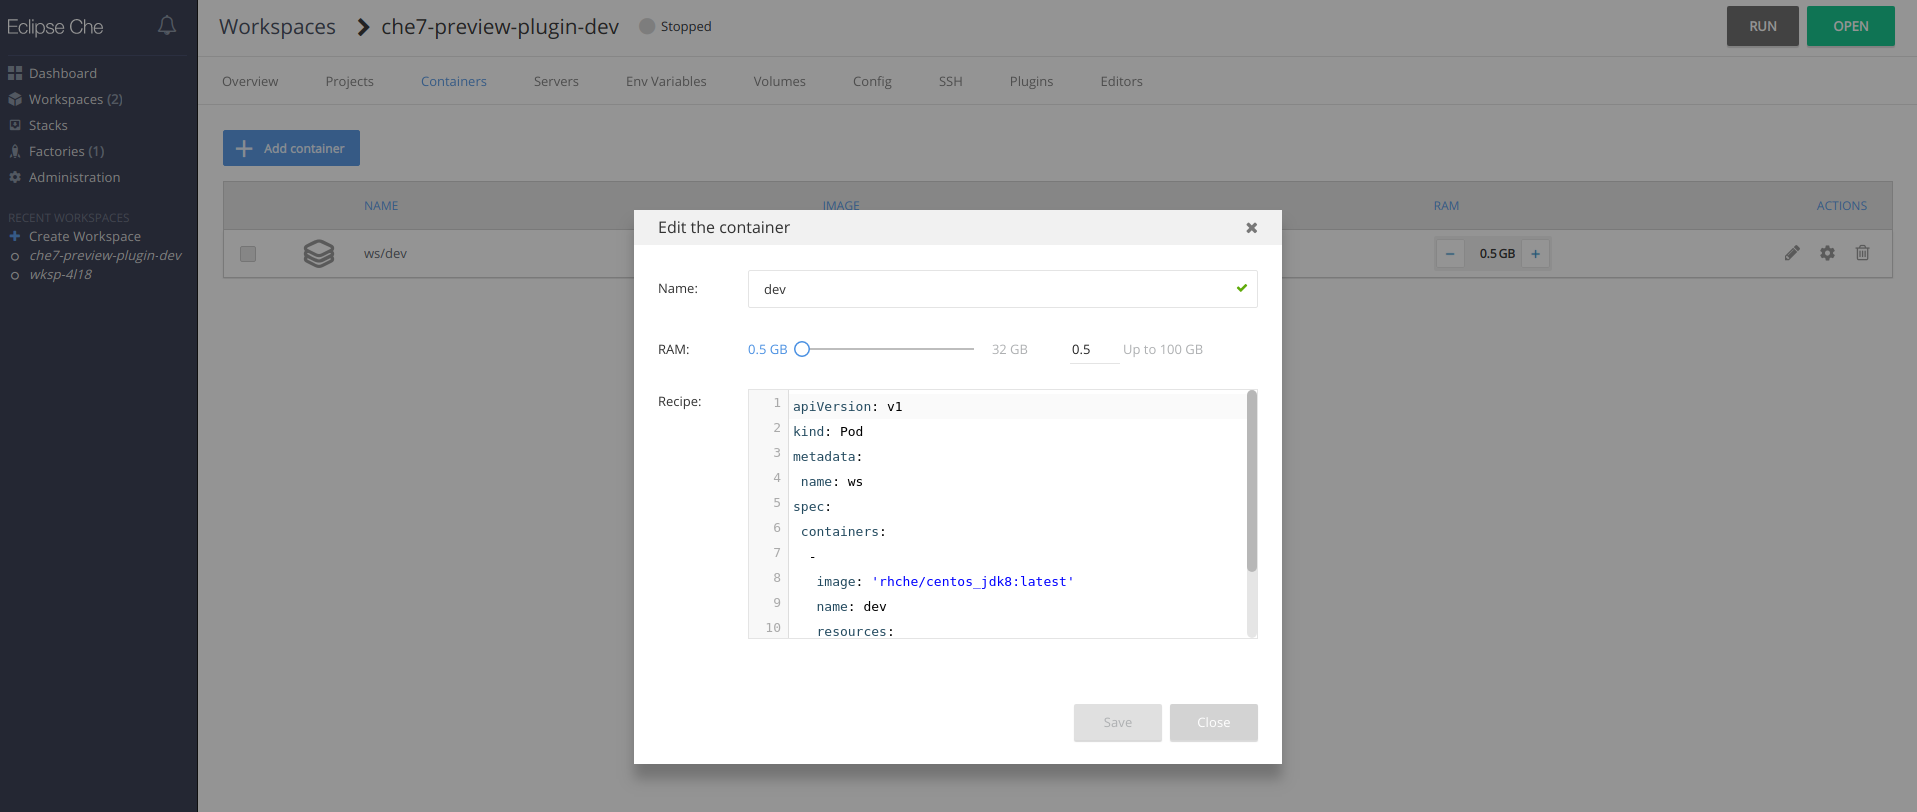 Eclipse Che
Dashboard
Workspaces (2)
Stacks
Factories (1)
Administration
RECENT WORKSPACES
Create Workspace
che7-preview-plugin-dev
wksp-4l18
Workspaces che7-preview-plugin-dev Stopped
RUN OPEN
Overview Projects Containers Servers Env Variables Volumes Config SSH Plugins Editors
Add container
NAME IMAGE RAM ACTIONS
ws/dev 0.5 GB
Edit the container
Name: dev
RAM: 0.5 GB 32 GB 0.5 Up to 100 GB
Recipe:
1 apiVersion: v1
2 kind: Pod
3 metadata:
4 name: ws
5 spec:
6 containers:
7 -
8 image: 'rhche/centos_jdk8:latest'
9 name: dev
10 resources:
Save Close